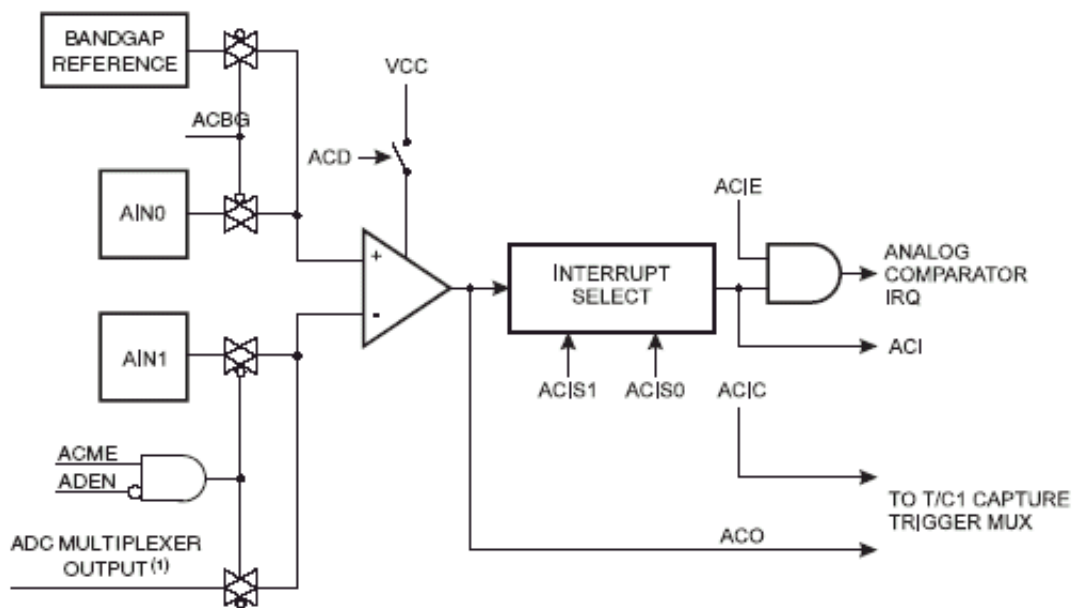 BANDGAP
REFERENCE
VCC
ACBG
ACD
ACIE
AIN0
+
-
INTERRUPT
SELECT
ANALOG
COMPARATOR
IRQ
AIN1
ACI
ACIS1
ACIS0
ACIC
ACME
ADEN
TO T/C1 CAPTURE
TRIGGER MUX
ADC MULTIPLEXER
OUTPUT (1)
ACO